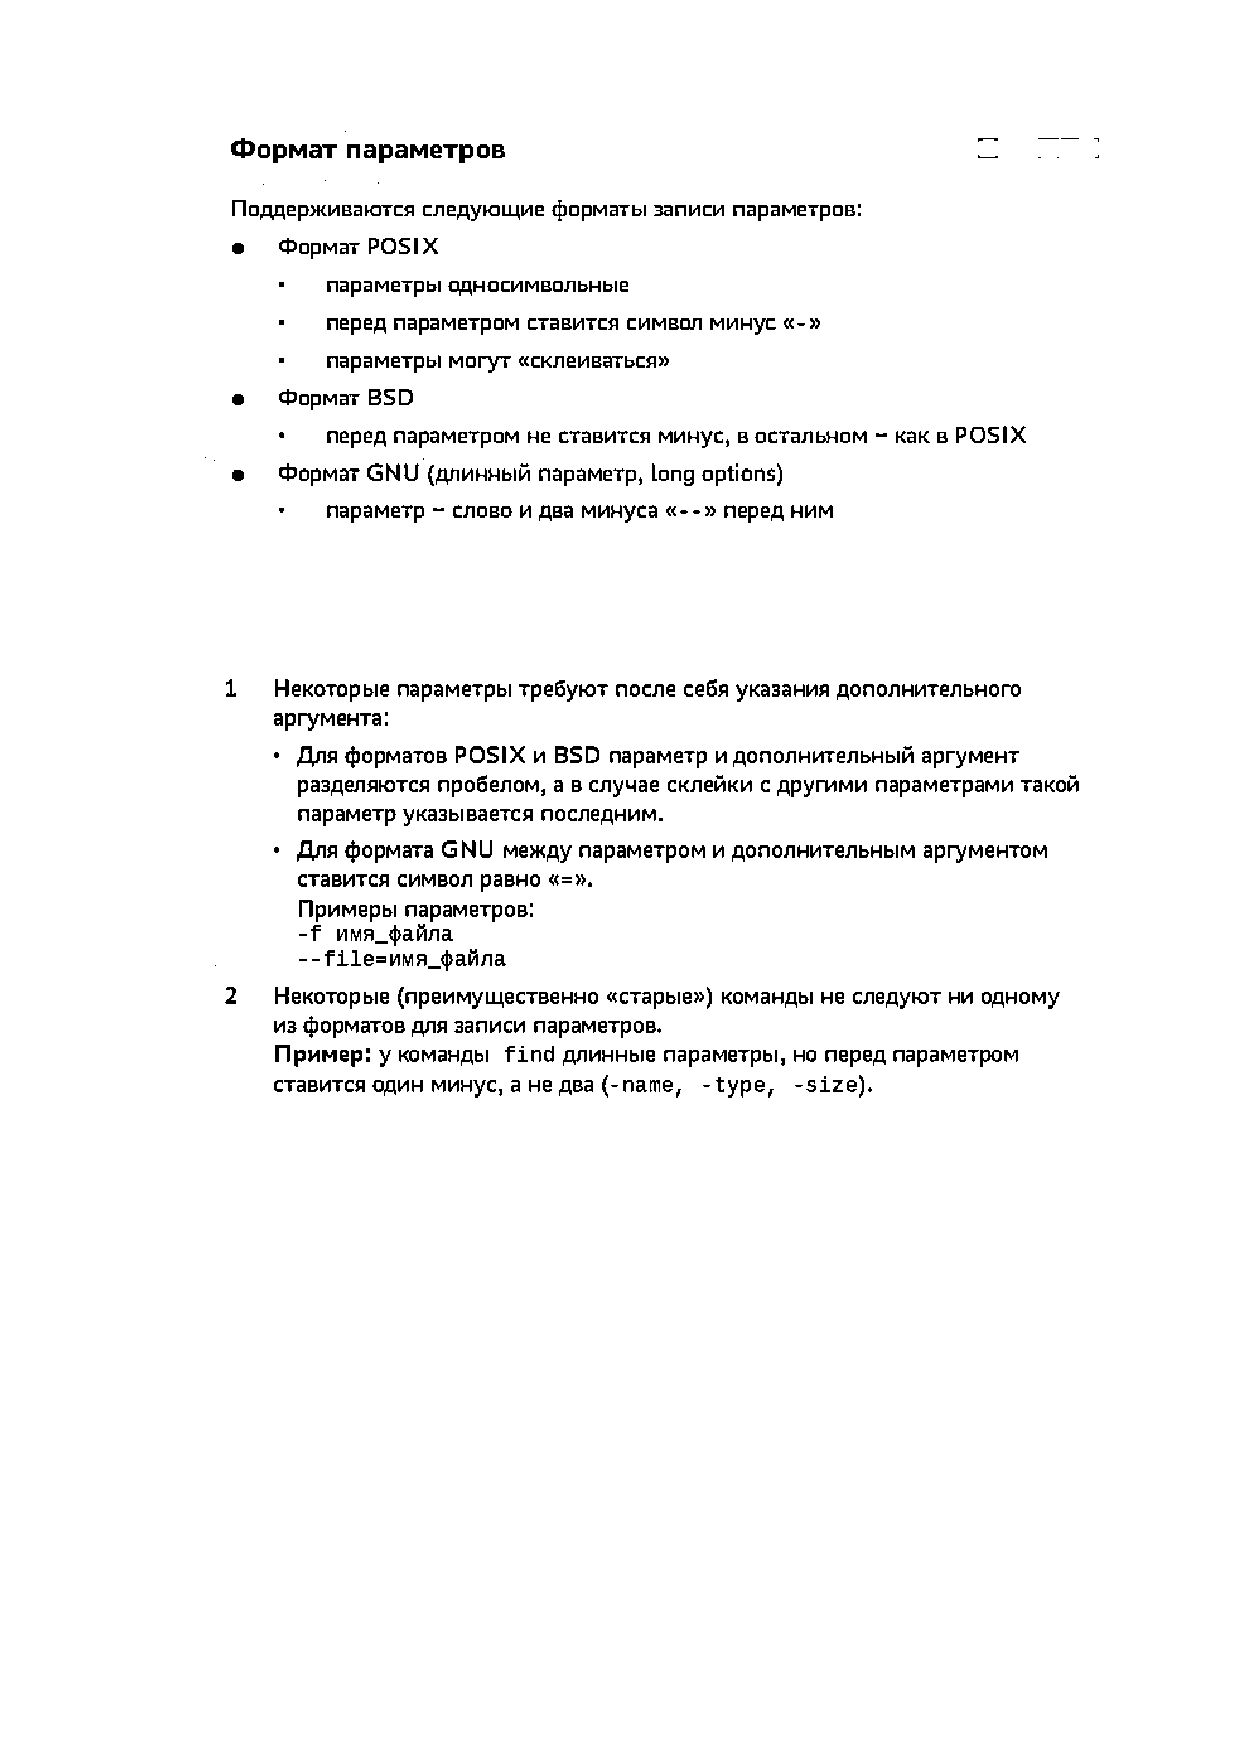 Формат параметров
Поддерживаются следующие форматы записи параметров:
● Формат POSIX
▪ параметры односимвольные
▪ перед параметром ставится символ минус «-»
▪ параметры могут «склеиваться»
● Формат BSD
▪ перед параметром не ставится минус, в остальном – как в POSIX
● Формат GNU (длинный параметр, long options)
▪ параметр – слово и два минуса «--» перед ним
1 Некоторые параметры требуют после себя указания дополнительного
аргумента:
• Для форматов POSIX и BSD параметр и дополнительный аргумент
разделяются пробелом, а в случае склейки с другими параметрами такой
параметр указывается последним.
• Для формата GNU между параметром и дополнительным аргументом
ставится символ равно «=».
Примеры параметров:
-f имя_файла
--file=имя_файла
2 Некоторые (преимущественно «старые») команды не следуют ни одному
из форматов для записи параметров.
Пример: у команды find длинные параметры, но перед параметром
ставится один минус, а не два (-name, -type, -size).